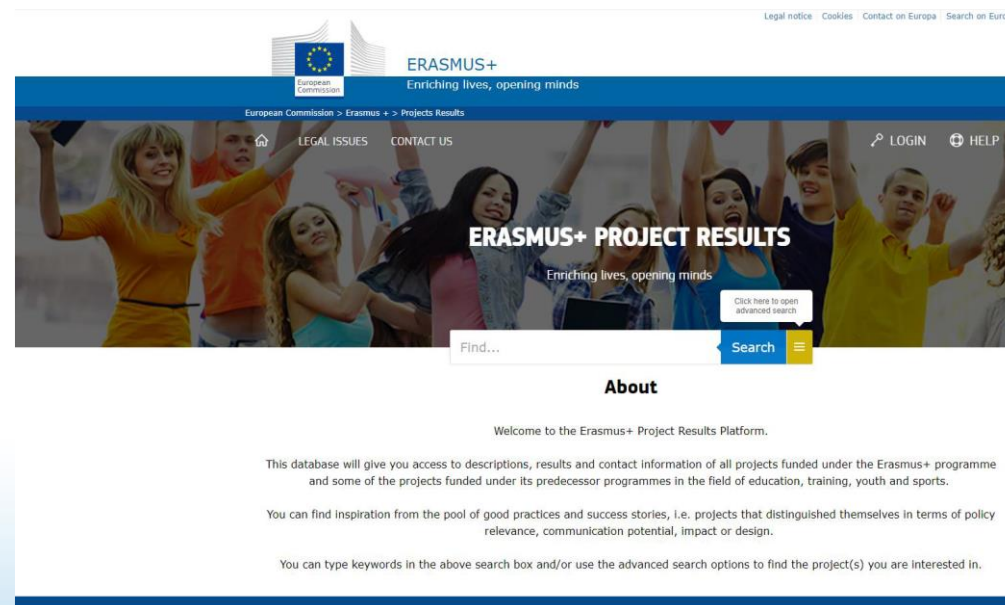 Legal notice Cookies Contact on Europa Search on
ERASMUS+
European
Commission
Enriching lives, opening minds
European Commission > Erasmus + > Projects Results
LEGAL ISSUES CONTACT US LOGIN HELP
ERASMUS+ PROJECT RESULTS
Enriching lives, opening minds
Click here to open
advanced search
Find... Search
About
Welcome to the Erasmus+ Project Results Platform.
This database will give you access to descriptions, results and contact information of all projects funded under the Erasmus+ programme
and some of the projects funded under its predecessor programmes in the field of education, training, youth and sports.
You can find inspiration from the pool of good practices and success stories, i.e. projects that distinguished themselves in terms of policy
relevance, communication potential, impact or design.
You can type keywords in the above search box and/or use the advanced search options to find the project(s) you are interested in.